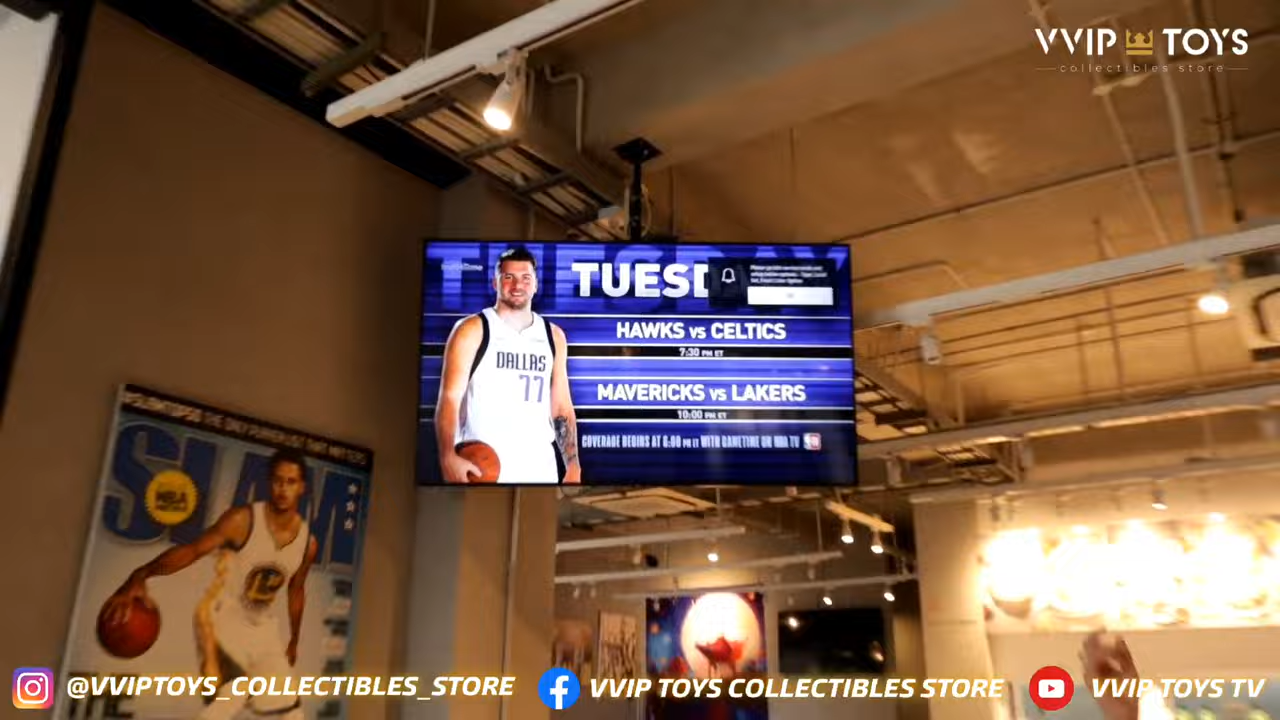 VVIP TOYS
collectibles store
TUESDAY
TUESD
HAWKS vs CELTICS
7:30 PM ET
MAVERICKS vs LAKERS
10:00 PM ET
COVERAGE BEGINS AT 6:00 PM ET WITH GAMETIME ON NBA TV
DALLAS
77
SLAM
NBA
@VVIPTOYS_COLLECTIBLES_STORE
VVIP TOYS COLLECTIBLES STORE
VVIP TOYS TV